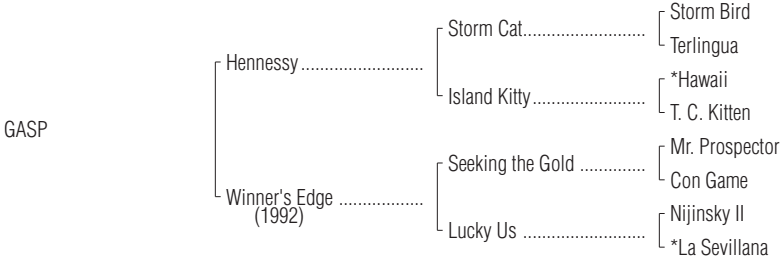 GASP
Hennessy ..........................
Winner's Edge ..................
(1992)
Storm Cat..........................
Island Kitty........................
Seeking the Gold ..............
Lucky Us ..........................
Storm Bird
Terlingua
*Hawaii
T. C. Kitten
Mr. Prospector
Con Game
Nijinsky II
*La Sevillana